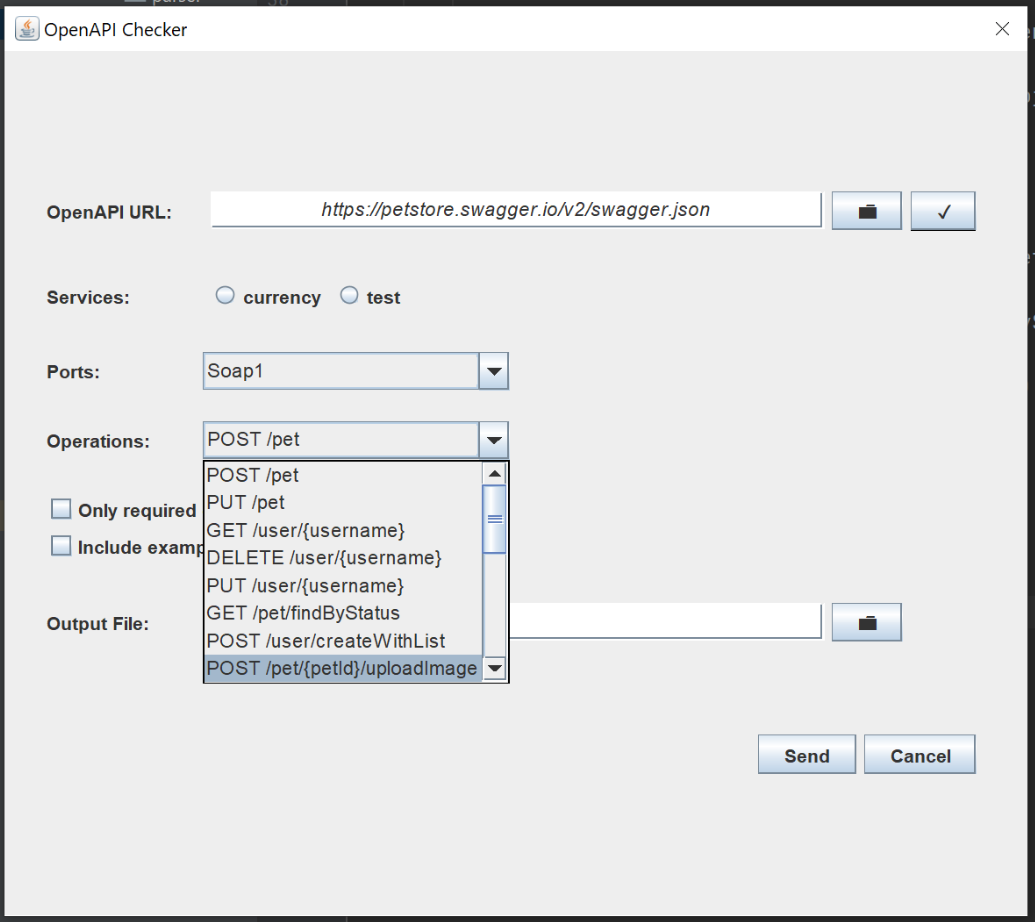 OpenAPI Checker
OpenAPI URL:
https://petstore.swagger.io/v2/swagger.json
✓
Services:
currency
test
Ports:
Soap1
Operations:
POST /pet
POST /pet
PUT /pet
GET /user/{username}
DELETE /user/{username}
PUT /user/{username}
GET /pet/findByStatus
POST /user/createWithList
POST /pet/{petId}/uploadImage
Only required
Include examp
Output File:
Send
Cancel